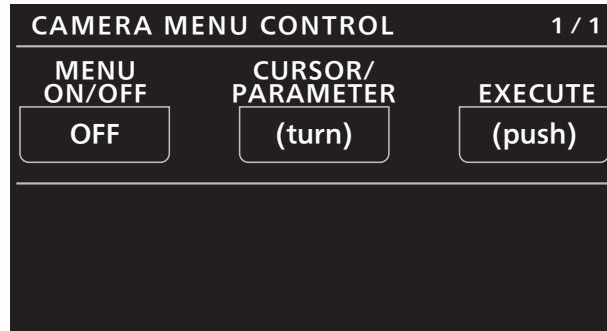 CAMERA MENU CONTROL 1 / 1
MENU ON/OFF
CURSOR/ PARAMETER
EXECUTE
OFF (turn) (push)